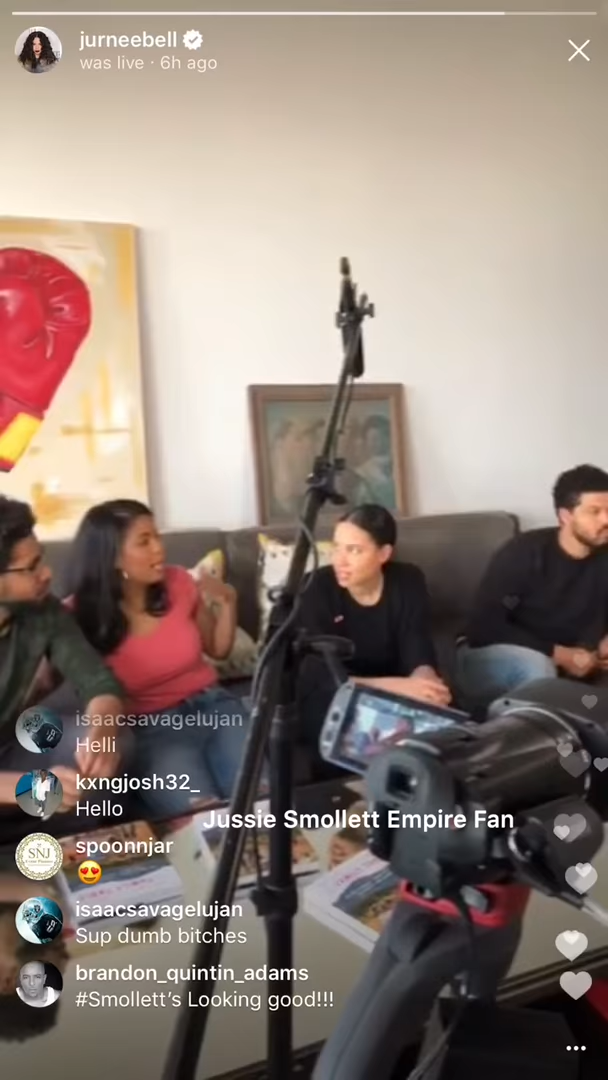 jurneebell
was live · 6h ago
isaacsavagelujan
Helli
kxngjosh32_
Hello
Jussie Smollett Empire Fan
spoonnjar
😍
isaacsavagelujan
Sup dumb bitches
brandon_quintin_adams
#Smollett's Looking good!!!
SNJ